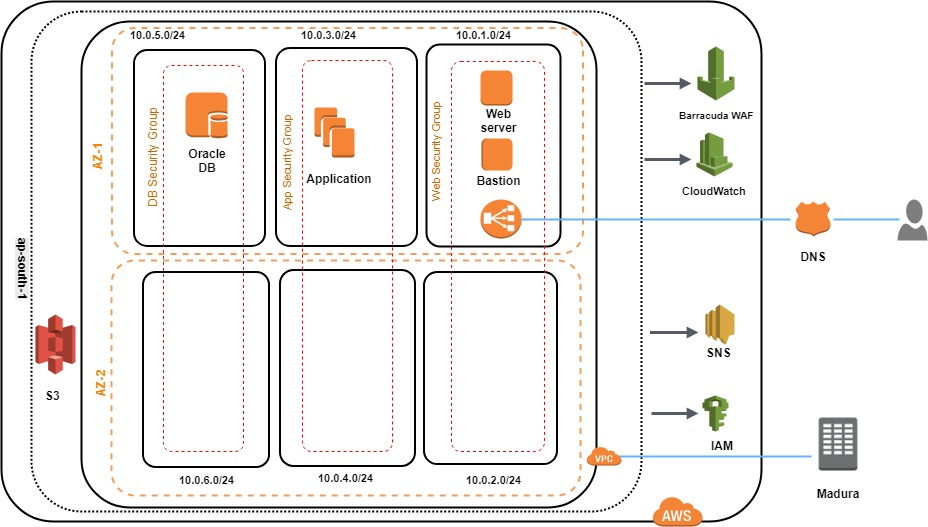 10.0.5.0/24
10.0.3.0/24
10.0.1.0/24
AZ-1
DB Security Group
Oracle
DB
App Security Group
Application
Web Security Group
Web
server
Bastion
Barracuda WAF
CloudWatch
DNS
ap-south-1
S3
AZ-2
SNS
IAM
10.0.6.0/24
10.0.4.0/24
10.0.2.0/24
VPC
Madura
AWS